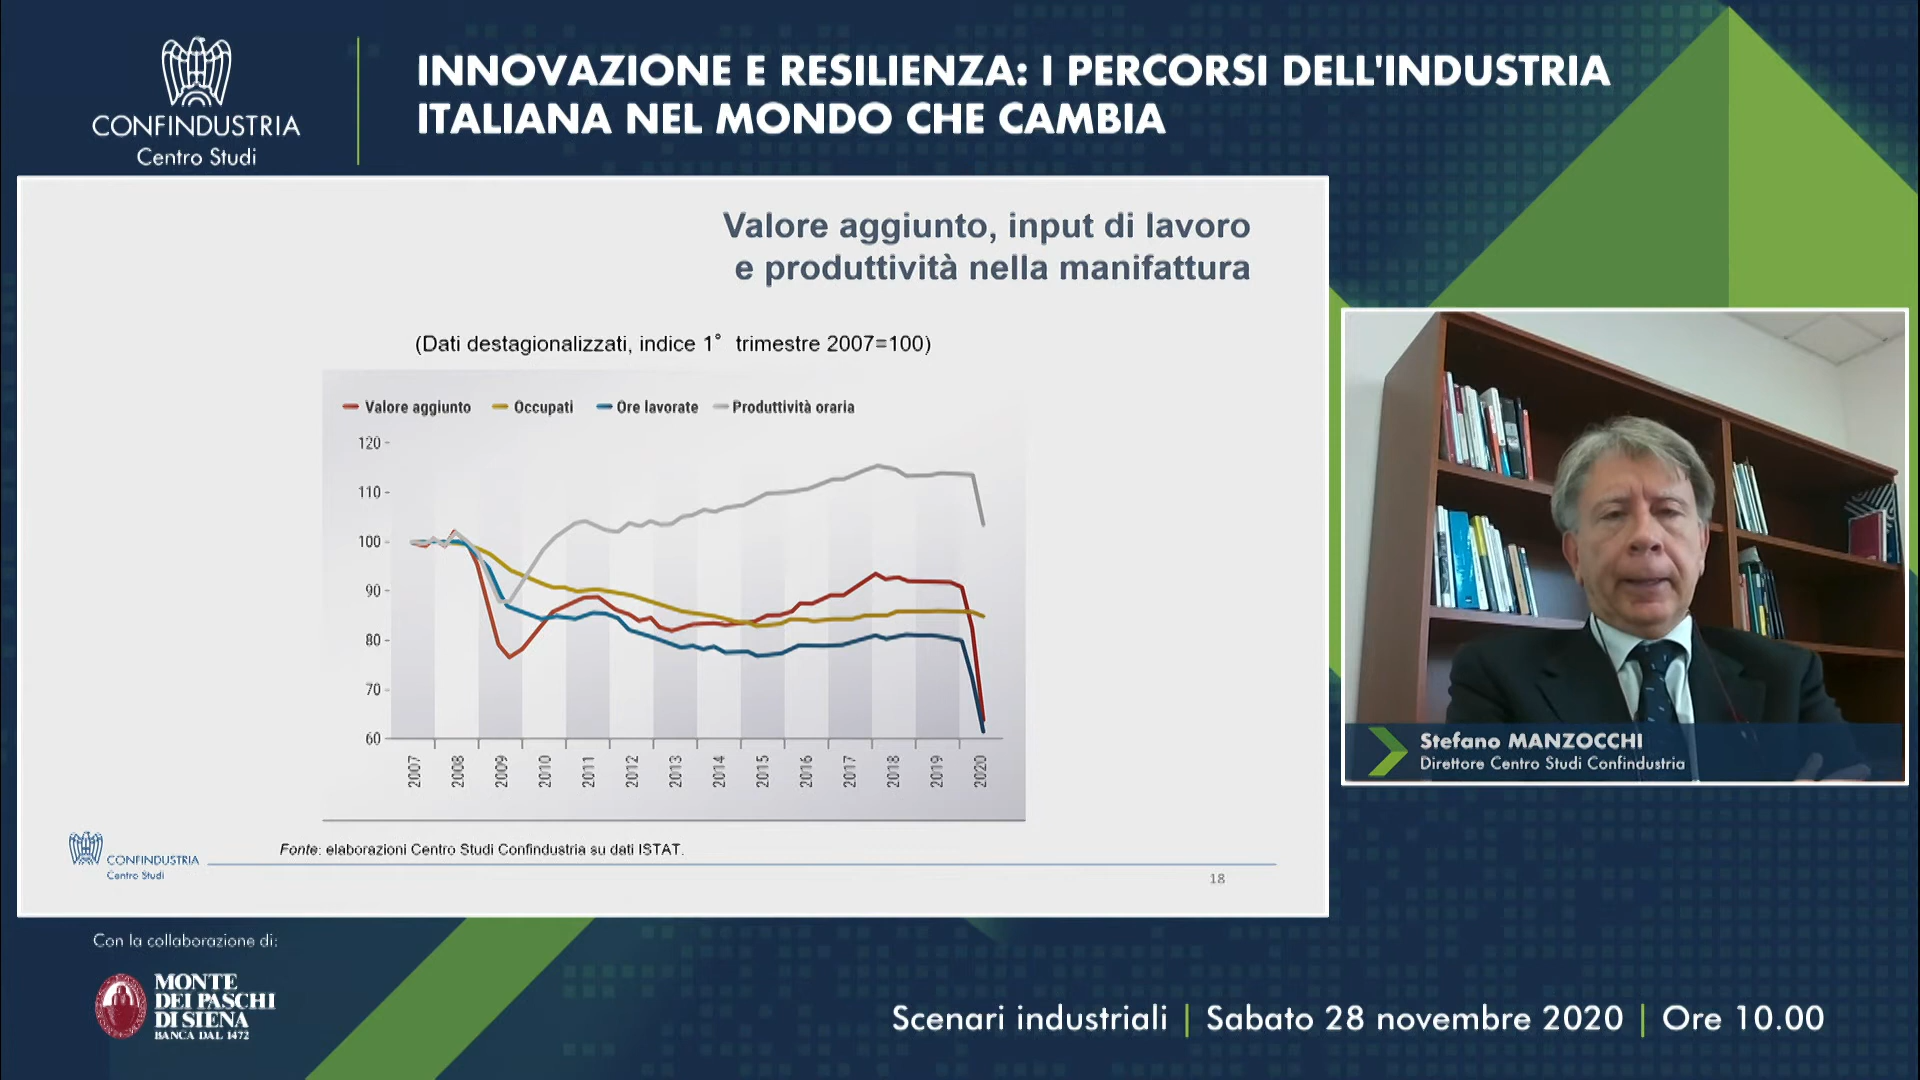 CONFINDUSTRIA
Centro Studi
INNOVAZIONE E RESILIENZA: I PERCORSI DELL'INDUSTRIA
ITALIANA NEL MONDO CHE CAMBIA
Valore aggiunto, input di lavoro
e produttività nella manifattura
(Dati destagionalizzati, indice 1° trimestre 2007=100)
Valore aggiunto Occupati Ore lavorate Produttività oraria
120
110
100
90
80
70
60
2007 2008 2009 2010 2011 2012 2013 2014 2015 2016 2017 2018 2019 2020
Fonte: elaborazioni Centro Studi Confindustria su dati ISTAT.
CONFINDUSTRIA
Centro Studi
18
Stefano MANZOCCHI
Direttore Centro Studi Confindustria
Con la collaborazione di:
MONTE
DEI PASCHI
DI SIENA
BANCA DAL 1472
Scenari industriali | Sabato 28 novembre 2020 | Ore 10.00